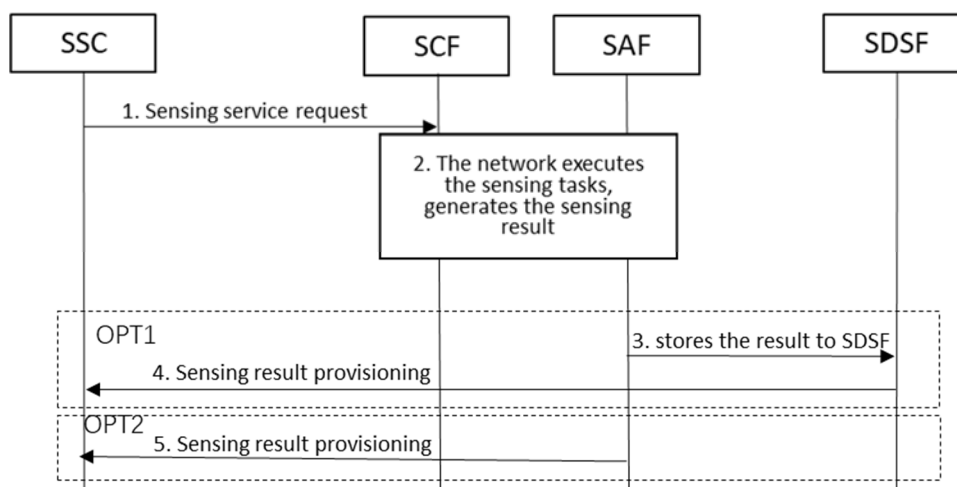 SSC
SCF
SAF
SDSF
1. Sensing service request
2. The network executes
the sensing tasks,
generates the sensing
result
OPT1
3. stores the result to SDSF
4. Sensing result provisioning
OPT2
5. Sensing result provisioning